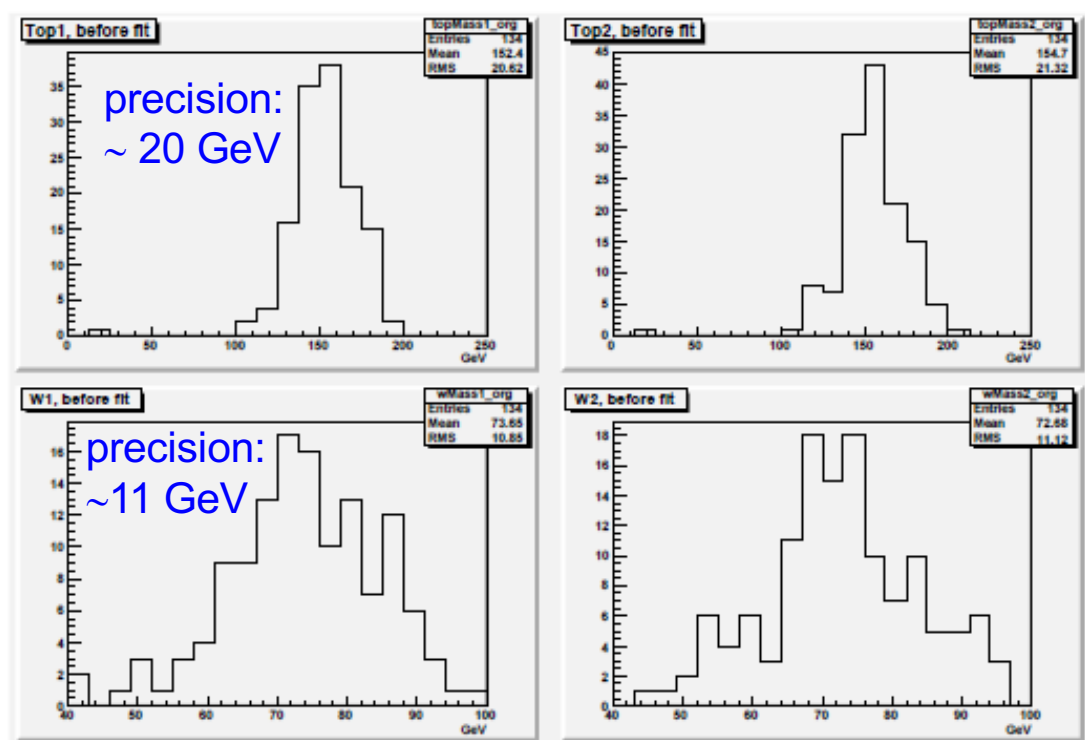 Top1, before fit
topMass1_org
Entries 134
Mean 152.4
RMS 20.62
precision:
~ 20 GeV
35
30
25
20
15
10
5
0
0 50 100 150 200 250
GeV
Top2, before fit
topMass2_org
Entries 134
Mean 154.7
RMS 21.32
45
40
35
30
25
20
15
10
5
0
0 50 100 150 200 250
GeV
W1, before fit
wMass1_org
Entries 134
Mean 73.65
RMS 10.85
precision:
~11 GeV
16
14
12
10
8
6
4
2
0
40 50 60 70 80 90 100
GeV
W2, before fit
wMass2_org
Entries 134
Mean 72.68
RMS 11.12
18
16
14
12
10
8
6
4
2
0
40 50 60 70 80 90 100
GeV